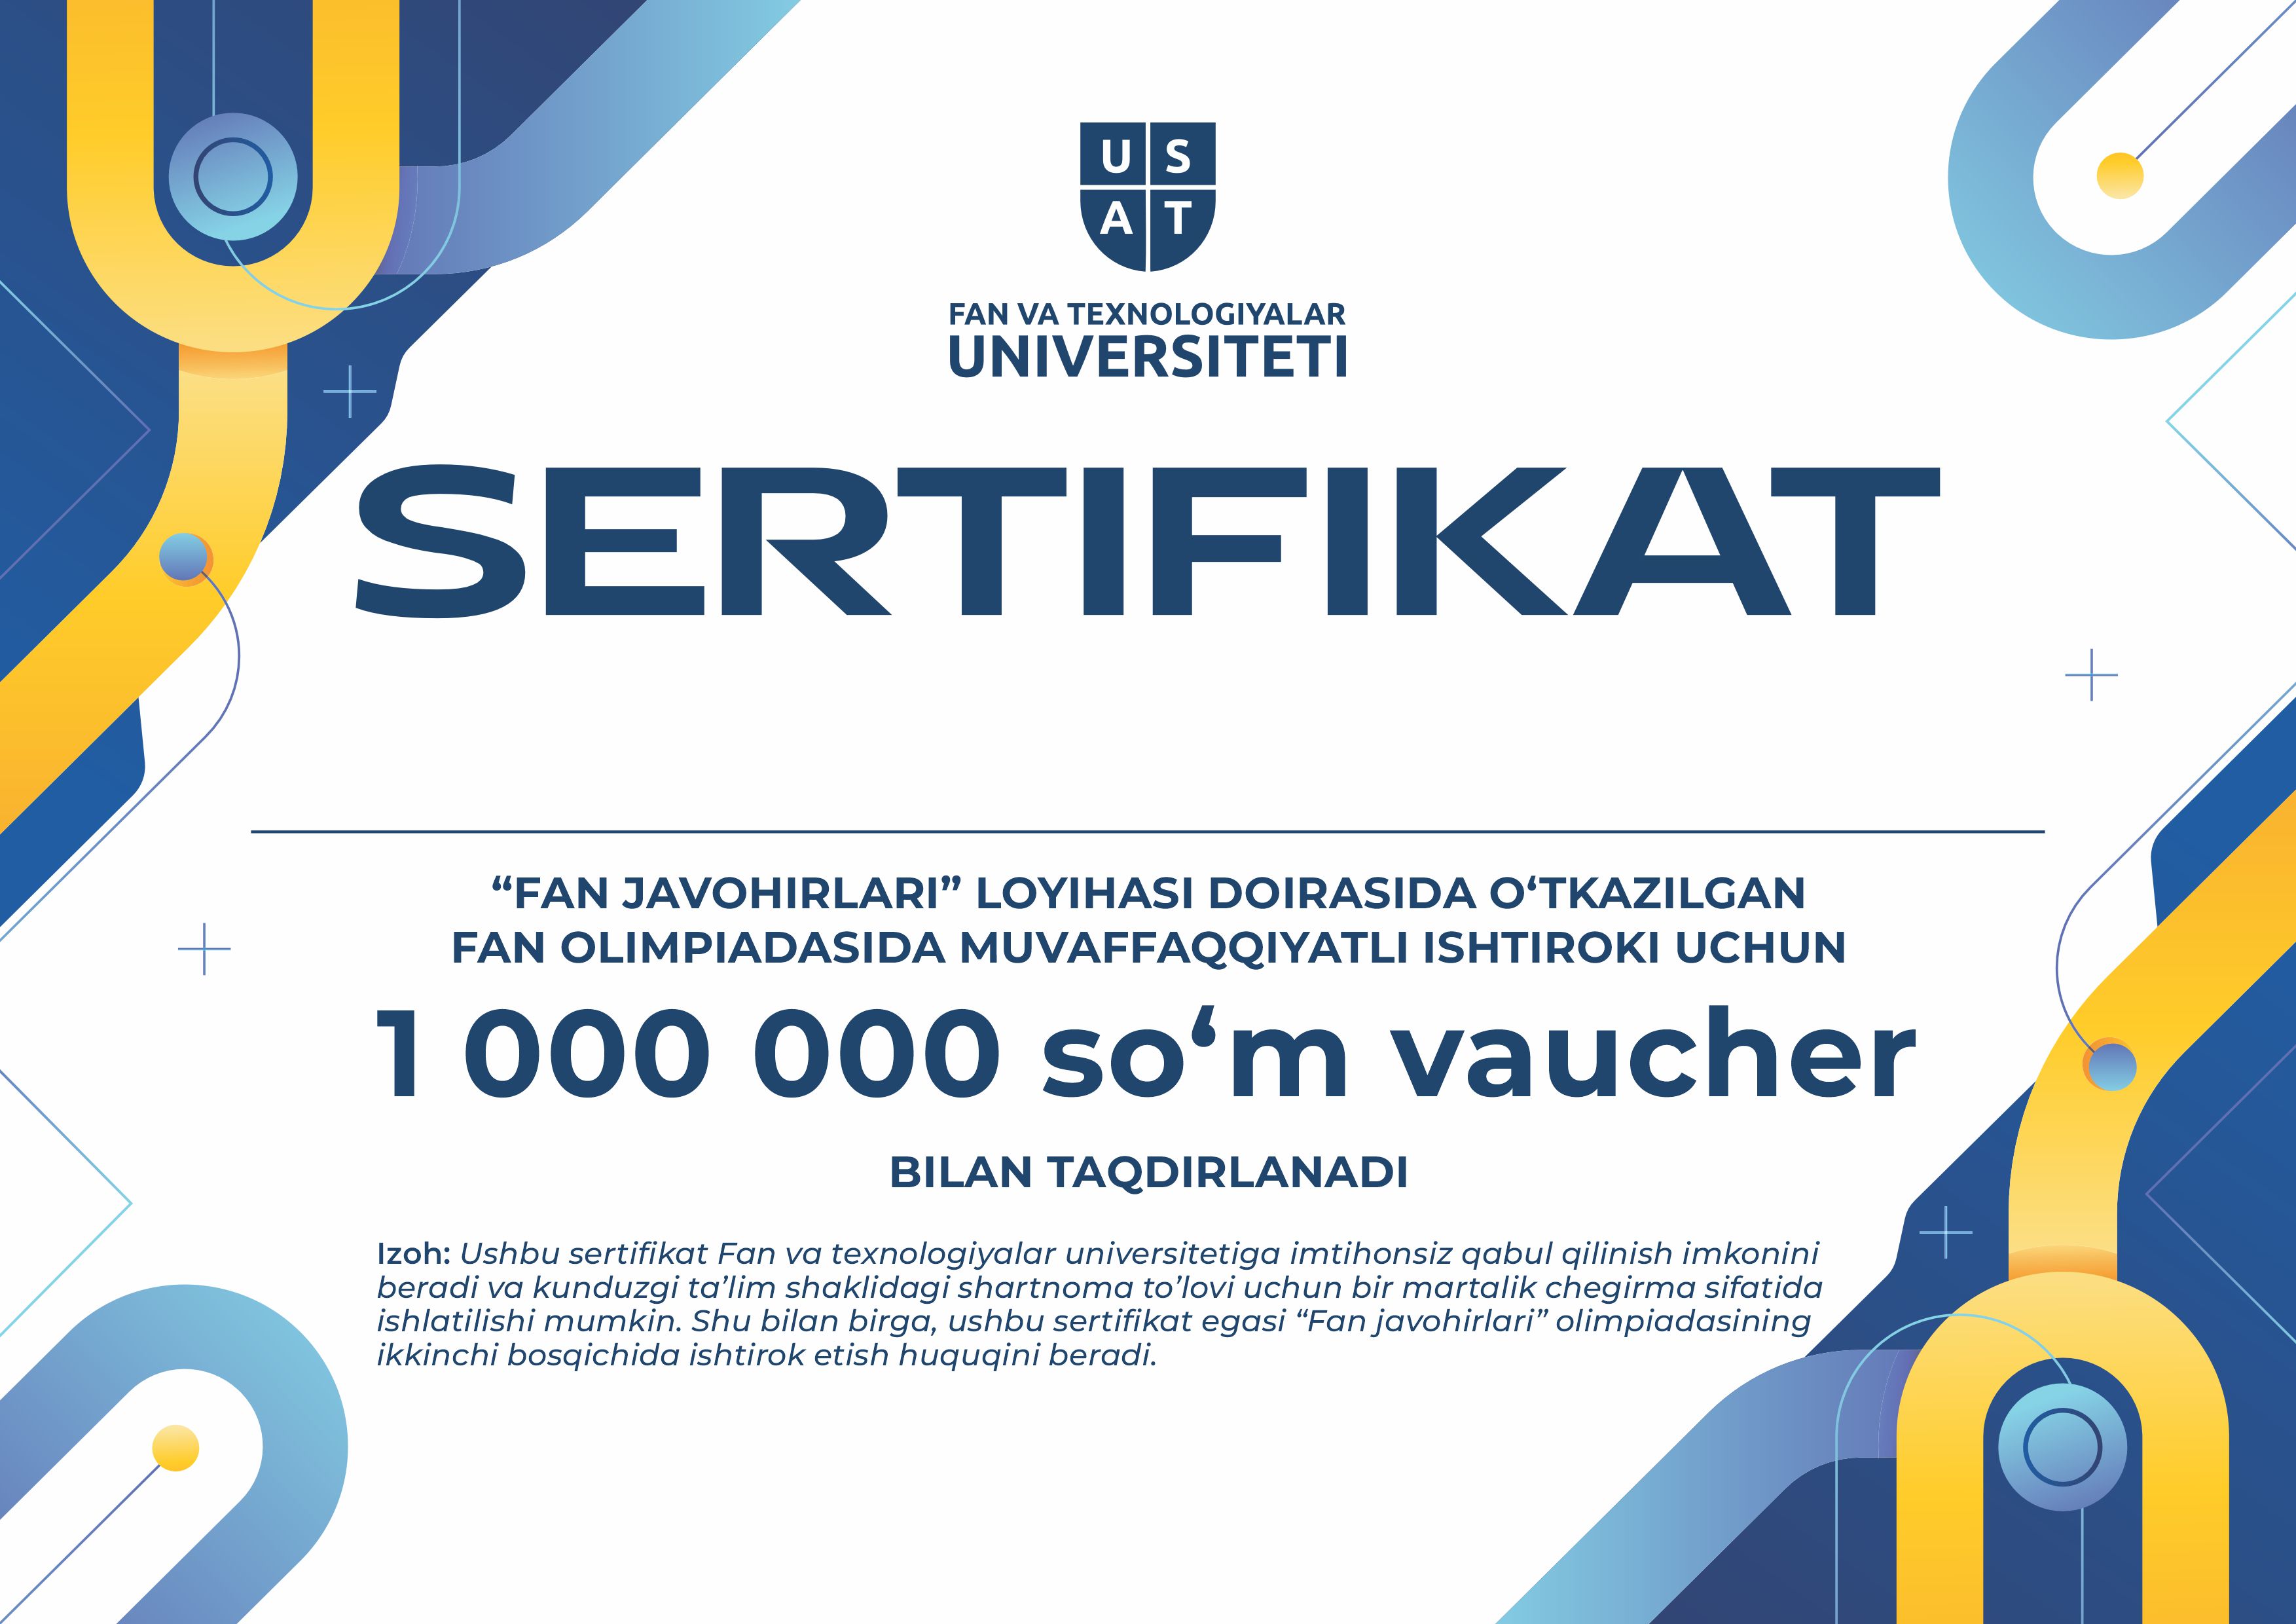 U S
A T
FAN VA TEXNOLOGIYALAR
UNIVERSITETI
SERTIFIKAT
“FAN JAVOHIRLARI” LOYIHASI DOIRASIDA O‘TKAZILGAN
FAN OLIMPIADASIDA MUVAFFAQQIYATLI ISHTIROKI UCHUN
1 000 000 so‘m vaucher
BILAN TAQDIRLANADI
Izoh: Ushbu sertifikat Fan va texnologiyalar universitetiga imtihonsiz qabul qilinish imkonini
beradi va kunduzgi ta’lim shaklidagi shartnoma to’lovi uchun bir martalik chegirma sifatida
ishlatilishi mumkin. Shu bilan birga, ushbu sertifikat egasi “Fan javohirlari” olimpiadasining
ikkinchi bosqichida ishtirok etish huquqini beradi.